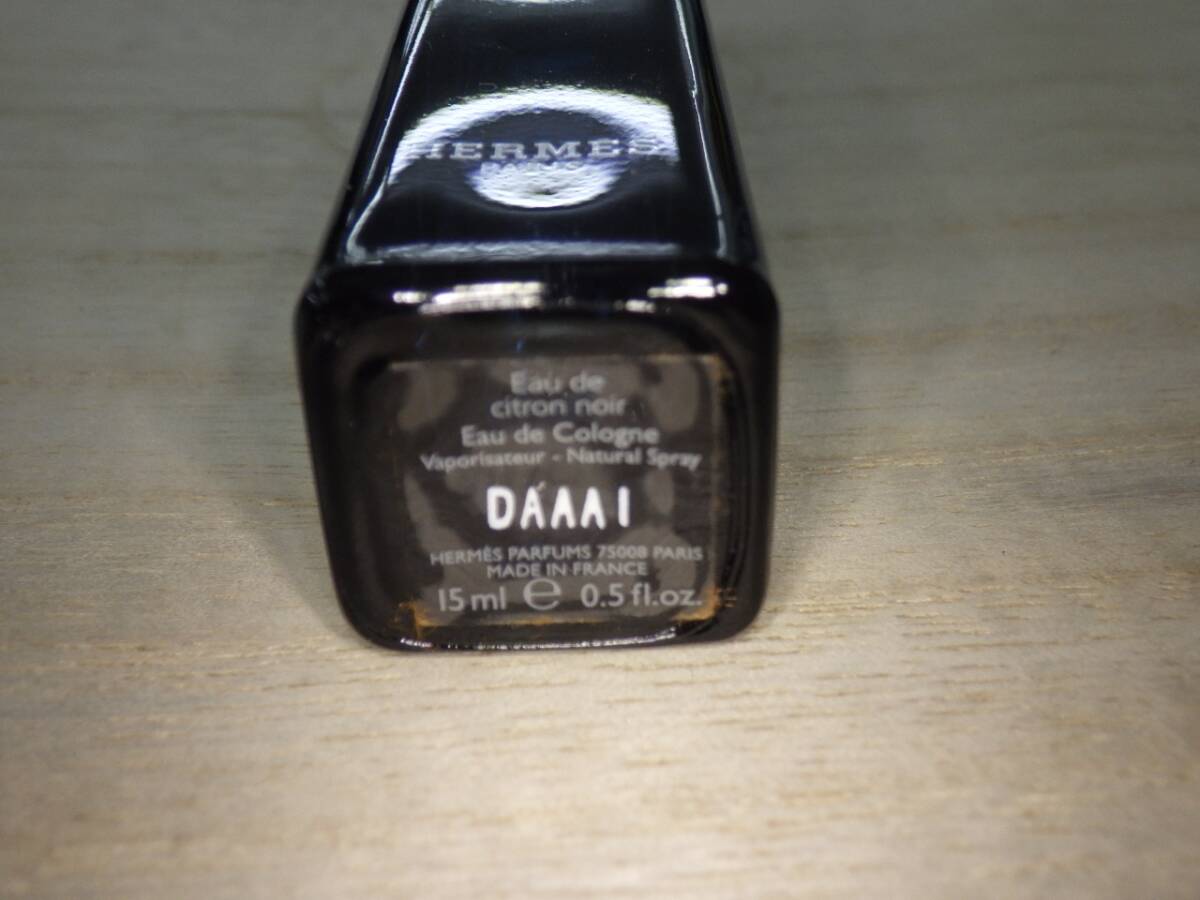 HERMES
PARIS
Eau de
citron noir
Eau de Cologne
Vaporisateur - Natural Spray
DAAA1
HERMÈS PARFUMS 75008 PARIS
MADE IN FRANCE
15 ml ℮ 0.5 fl.oz.